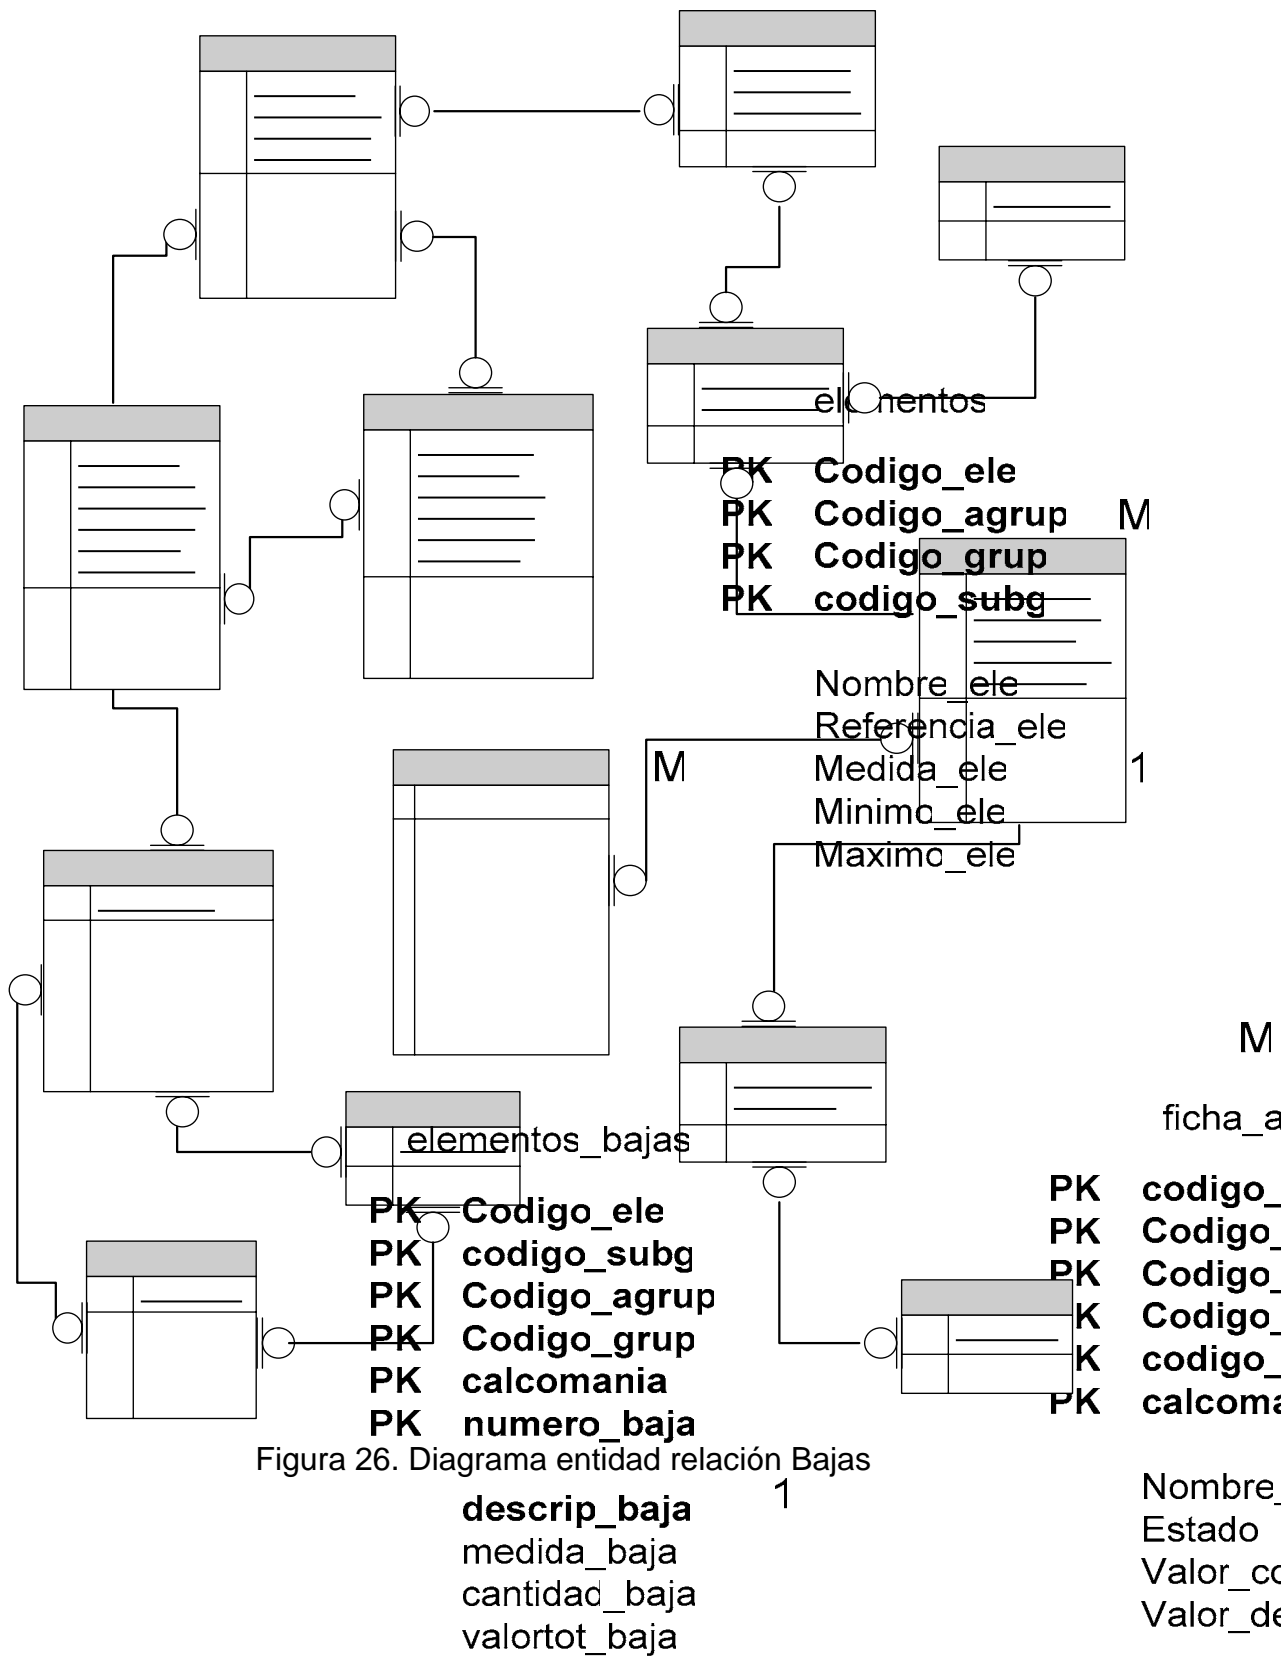 elementos
PK Codigo_ele
PK Codigo_agrup M
PK Codigo_grup
PK codigo_subg
Nombre_ele
Referencia_ele
M Medida_ele 1
Minimo_ele
Maximo_ele
M
elementos_bajas
PK Codigo_ele
PK codigo_subg
PK Codigo_agrup
PK Codigo_grup
PK calcomania
PK numero_baja
Figura 26. Diagrama entidad relación Bajas
1
descrip_baja
medida_baja
cantidad_baja
valortot_baja
ficha_a
PK codigo_
PK Codigo_
PK Codigo_
K Codigo_
K codigo_
PK calcoma
Nombre_
Estado
Valor_co
Valor_de